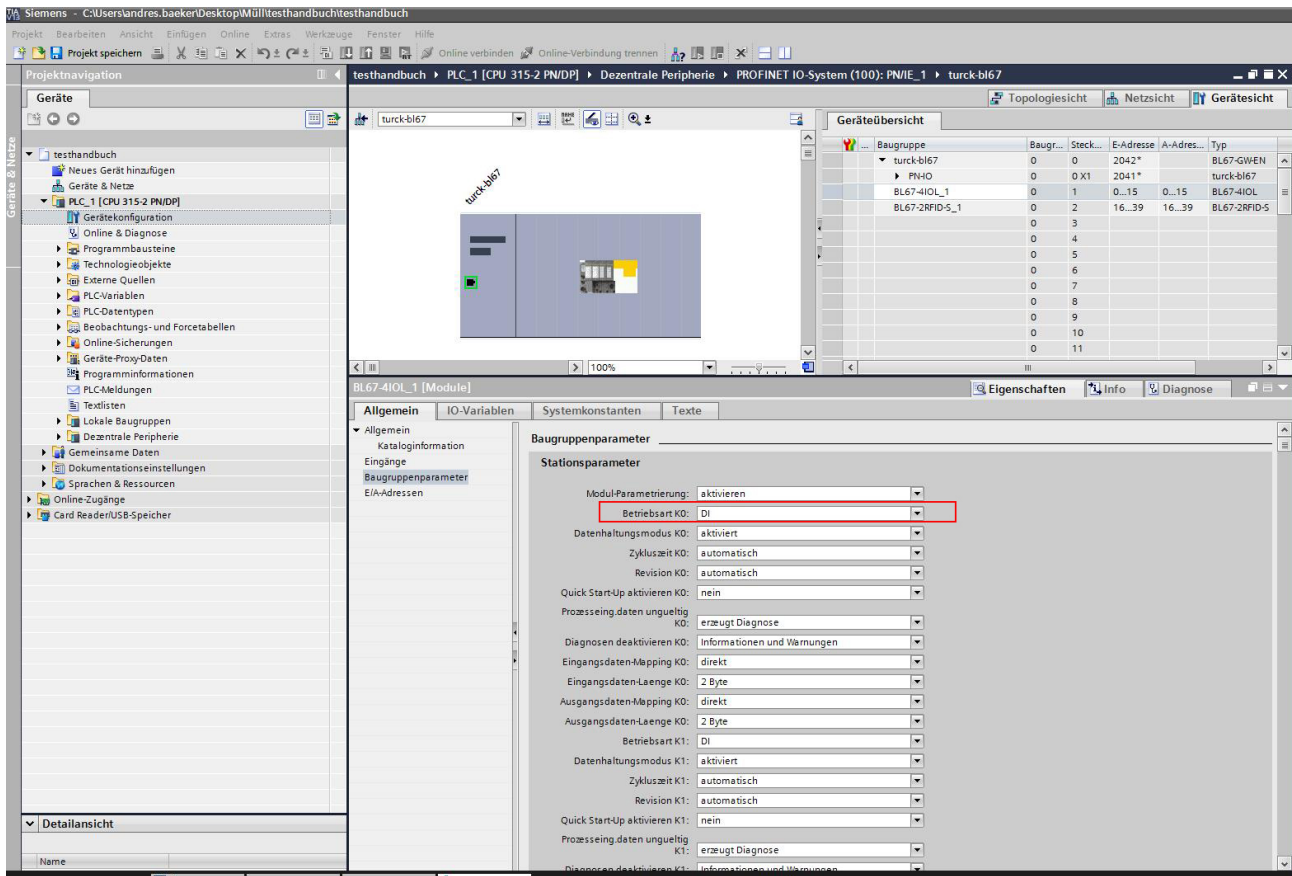 Siemens - C:\Users\andres.baeker\Desktop\Müll\testhandbuch\testhandbuch
Projekt Bearbeiten Ansicht Einfügen Online Extras Werkzeuge Fenster Hilfe
Projekt speichern Online verbinden Online-Verbindung trennen
Projektnavigation
testhandbuch PLC_1 [CPU 315-2 PN/DP] Dezentrale Peripherie PROFINET IO-System (100): PN/IE_1 turck-bl67
Geräte
Topologiesicht Netzsicht Gerätesicht
Geräte & Netze
testhandbuch
Neues Gerät hinzufügen
Geräte & Netze
PLC_1 [CPU 315-2 PN/DP]
Gerätekonfiguration
Online & Diagnose
Programmbausteine
Technologieobjekte
Externe Quellen
PLC-Variablen
PLC-Datentypen
Beobachtungs- und Forcetabellen
Online-Sicherungen
Geräte-Proxy-Daten
Programminformationen
PLC-Meldungen
Textlisten
Lokale Baugruppen
Dezentrale Peripherie
Gemeinsame Daten
Dokumentationseinstellungen
Sprachen & Ressourcen
Online-Zugänge
Card Reader/USB-Speicher
Detailansicht
Name
turck-bl67
turck-bl67
100%
Geräteübersicht
... Baugruppe Baugr... Steck... E-Adresse A-Adres... Typ
turck-bl67 0 0 2042* BL67-GW-EN
PN-IO 0 0 X1 2041* turck-bl67
BL67-4IOL_1 0 1 0...15 0...15 BL67-4IOL
BL67-2RFID-S_1 0 2 16...39 16...39 BL67-2RFID-S
0 3
0 4
0 5
0 6
0 7
0 8
0 9
0 10
0 11
BL67-4IOL_1 [Module]
Eigenschaften Info Diagnose
Allgemein IO-Variablen Systemkonstanten Texte
Allgemein
Kataloginformation
Eingänge
Baugruppenparameter
E/A-Adressen
Baugruppenparameter
Stationsparameter
Modul-Parametrierung: aktivieren
Betriebsart K0: DI
Datenhaltungsmodus K0: aktiviert
Zykluszeit K0: automatisch
Revision K0: automatisch
Quick Start-Up aktivieren K0: nein
Prozesseing.daten ungueltig
K0: erzeugt Diagnose
Diagnosen deaktivieren K0: Informationen und Warnungen
Eingangsdaten-Mapping K0: direkt
Eingangsdaten-Laenge K0: 2 Byte
Ausgangsdaten-Mapping K0: direkt
Ausgangsdaten-Laenge K0: 2 Byte
Betriebsart K1: DI
Datenhaltungsmodus K1: aktiviert
Zykluszeit K1: automatisch
Revision K1: automatisch
Quick Start-Up aktivieren K1: nein
Prozesseing.daten ungueltig
K1: erzeugt Diagnose
Diagnosen deaktivieren K1: Informationen und Warnungen